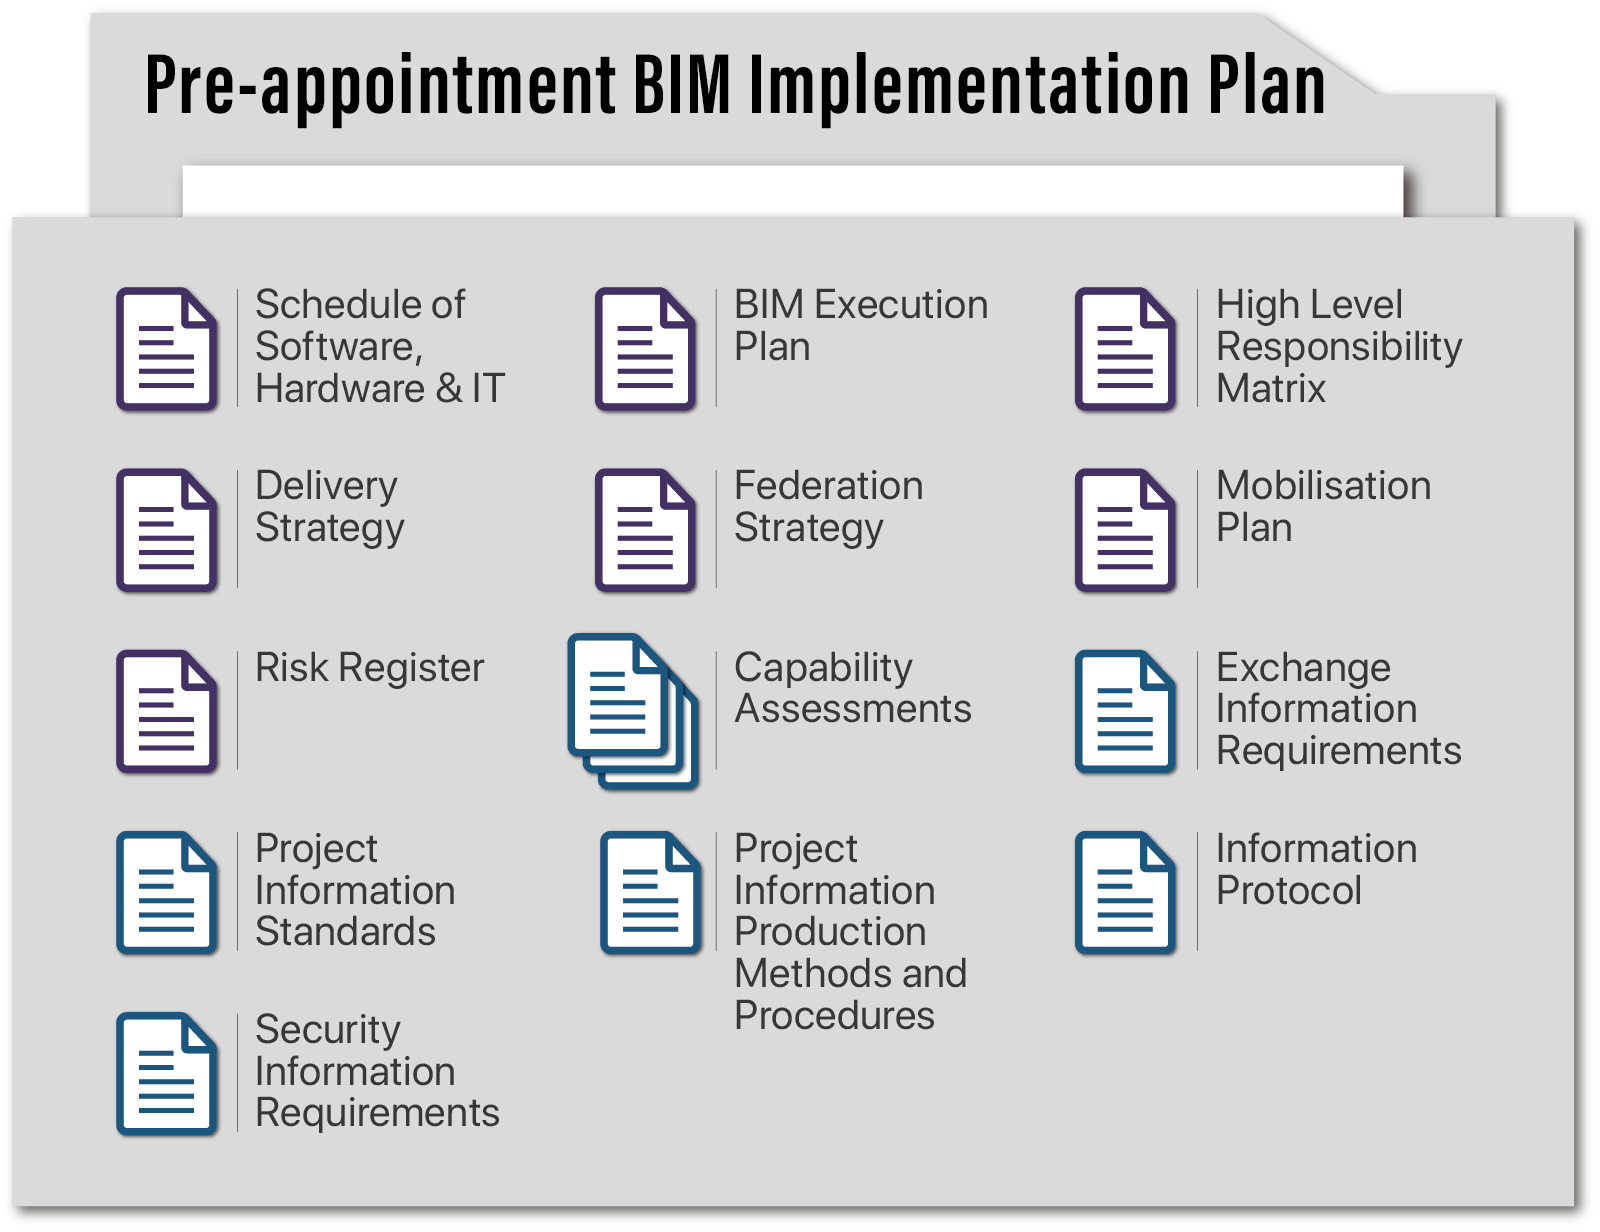 Pre-appointment BIM Implementation Plan
Schedule of
Software,
Hardware & IT
BIM Execution
Plan
High Level
Responsibility
Matrix
Delivery
Strategy
Federation
Strategy
Mobilisation
Plan
Risk Register
Capability
Assessments
Exchange
Information
Requirements
Project
Information
Standards
Project
Information
Production
Methods and
Procedures
Information
Protocol
Security
Information
Requirements